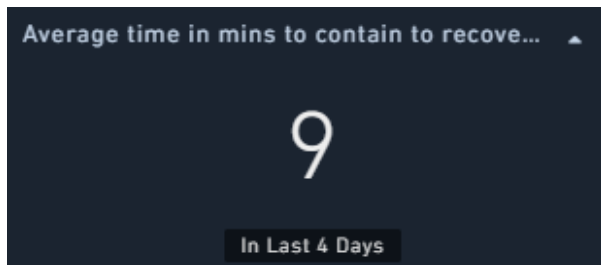 Average time in mins to contain to recove...
9
In Last 4 Days